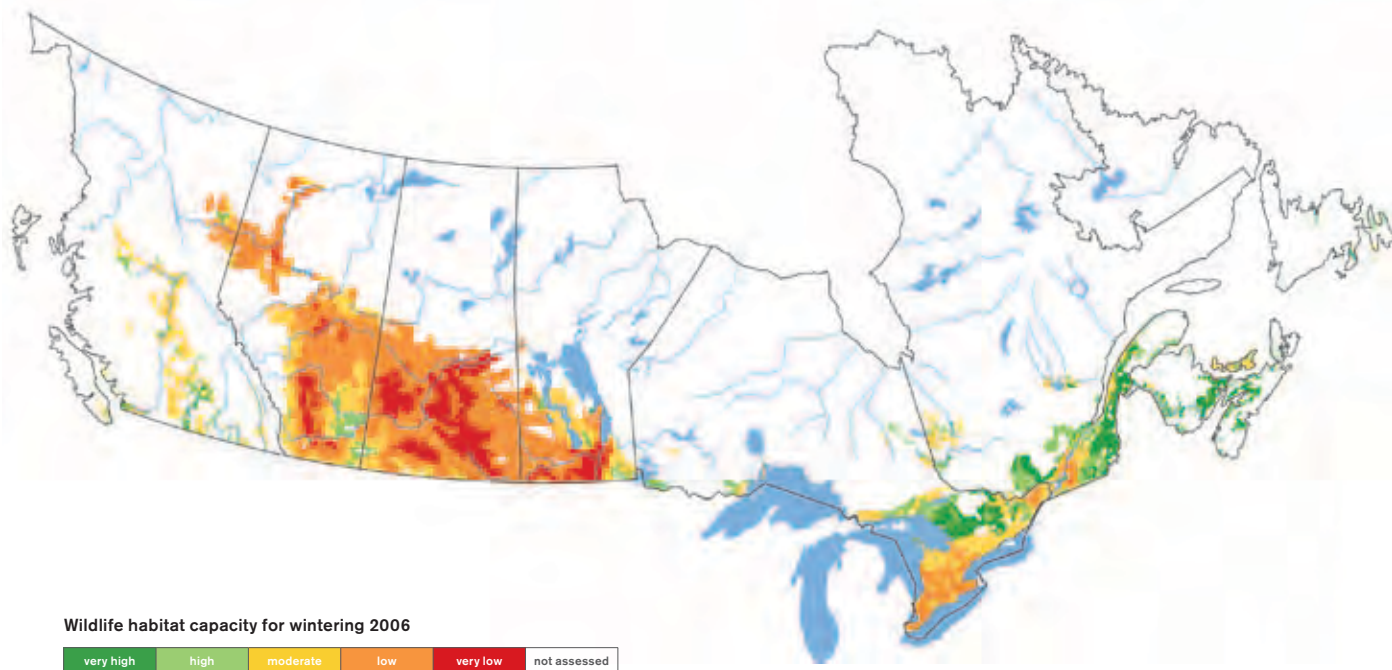 Wildlife habitat capacity for wintering 2006
very high high moderate low very low not assessed